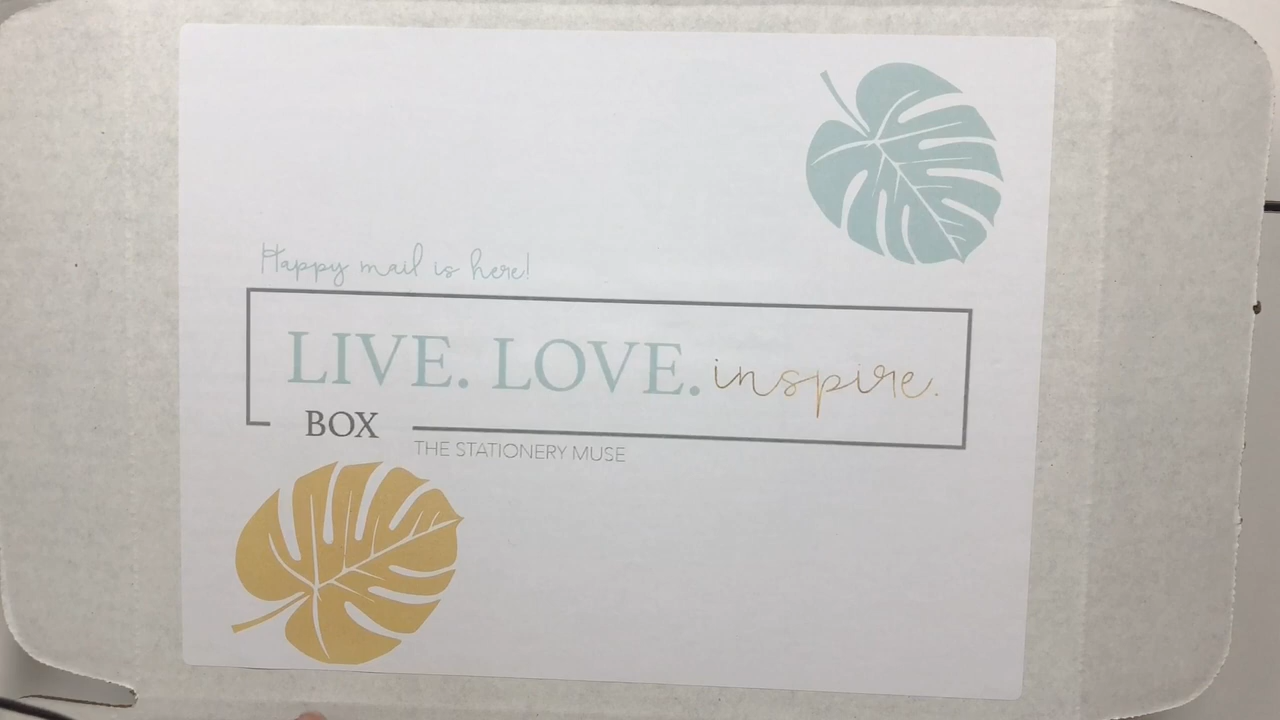 Happy mail is here!
LIVE. LOVE. inspire.
BOX
THE STATIONERY MUSE